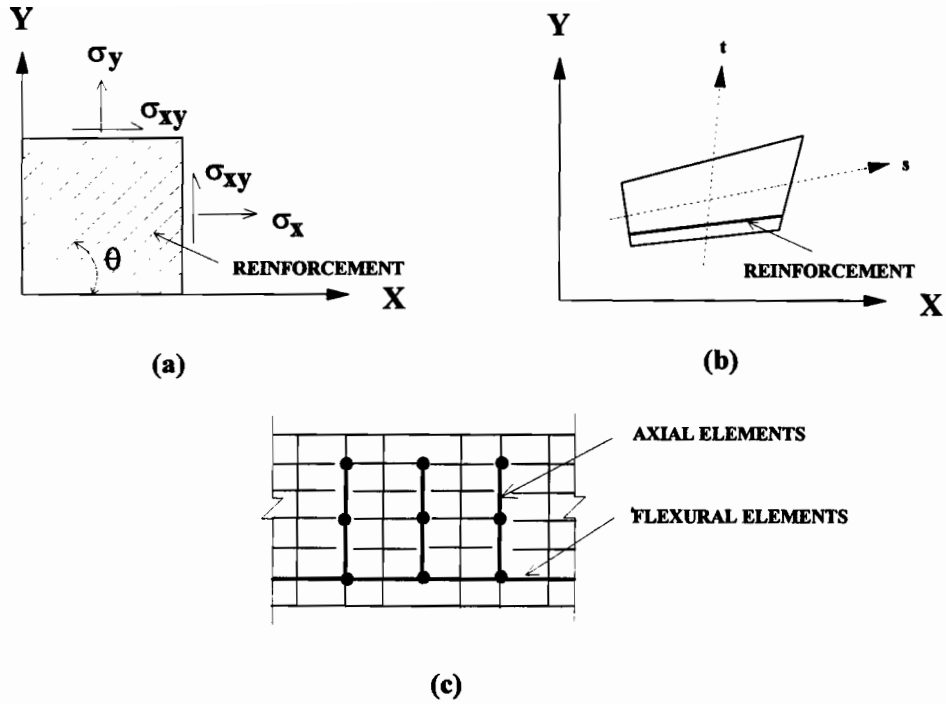 Y
σy
σxy
σxy
σx
θ
REINFORCEMENT
X
(a)
Y
t
s
REINFORCEMENT
X
(b)
AXIAL ELEMENTS
FLEXURAL ELEMENTS
(c)